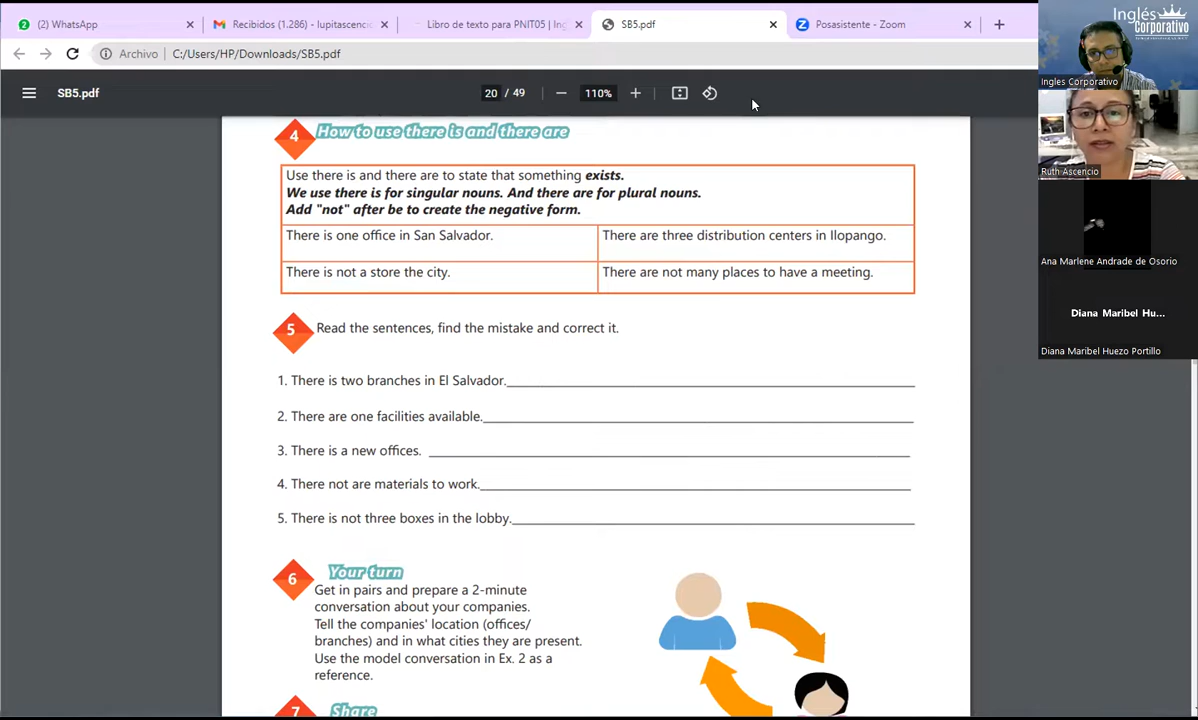 (2) WhatsApp
Recibidos (1.286) - lupitascencio
Libro de texto para PNIT05 | Ing
SB5.pdf
Posasistente - Zoom
Archivo
C:/Users/HP/Downloads/SB5.pdf
SB5.pdf
20 / 49
110%
Inglés
Corporativo
Ingles Corporativo
Ruth Ascencio
Ana Marlene Andrade de Osorio
Diana Maribel Hu...
Diana Maribel Huezo Portillo
4 How to use there is and there are
Use there is and there are to state that something exists.
We use there is for singular nouns. And there are for plural nouns.
Add "not" after be to create the negative form.
There is one office in San Salvador.
There are three distribution centers in Ilopango.
There is not a store the city.
There are not many places to have a meeting.
5 Read the sentences, find the mistake and correct it.
1. There is two branches in El Salvador.
2. There are one facilities available.
3. There is a new offices.
4. There not are materials to work.
5. There is not three boxes in the lobby.
6 Your turn
Get in pairs and prepare a 2-minute
conversation about your companies.
Tell the companies' location (offices/
branches) and in what cities they are present.
Use the model conversation in Ex. 2 as a
reference.
7 Share